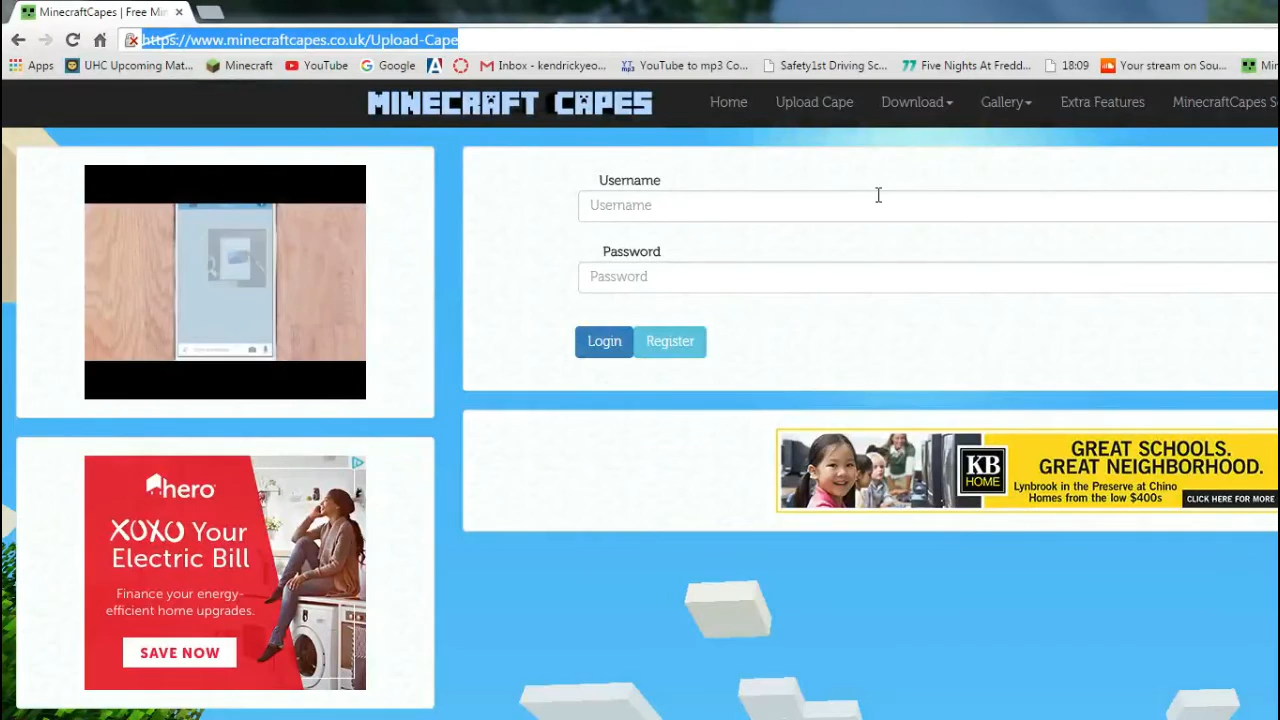 MinecraftCapes | Free Min
https://www.minecraftcapes.co.uk/Upload-Cape
Apps UHC Upcoming Mat... Minecraft YouTube Google Inbox - kendrickyeo... YouTube to mp3 Co... Safety1st Driving Sc... Five Nights At Fredd... 18:09 Your stream on Sou... Min
MINECRAFT CAPES Home Upload Cape Download Gallery Extra Features MinecraftCapes S
Username
Username
Password
Password
Login Register
GREAT SCHOOLS.
GREAT NEIGHBORHOOD.
KB
HOME
Lynbrook in the Preserve at Chino
Homes from the low $400s
CLICK HERE FOR MORE
hero
XOXO Your
Electric Bill
Finance your energy-
efficient home upgrades.
SAVE NOW